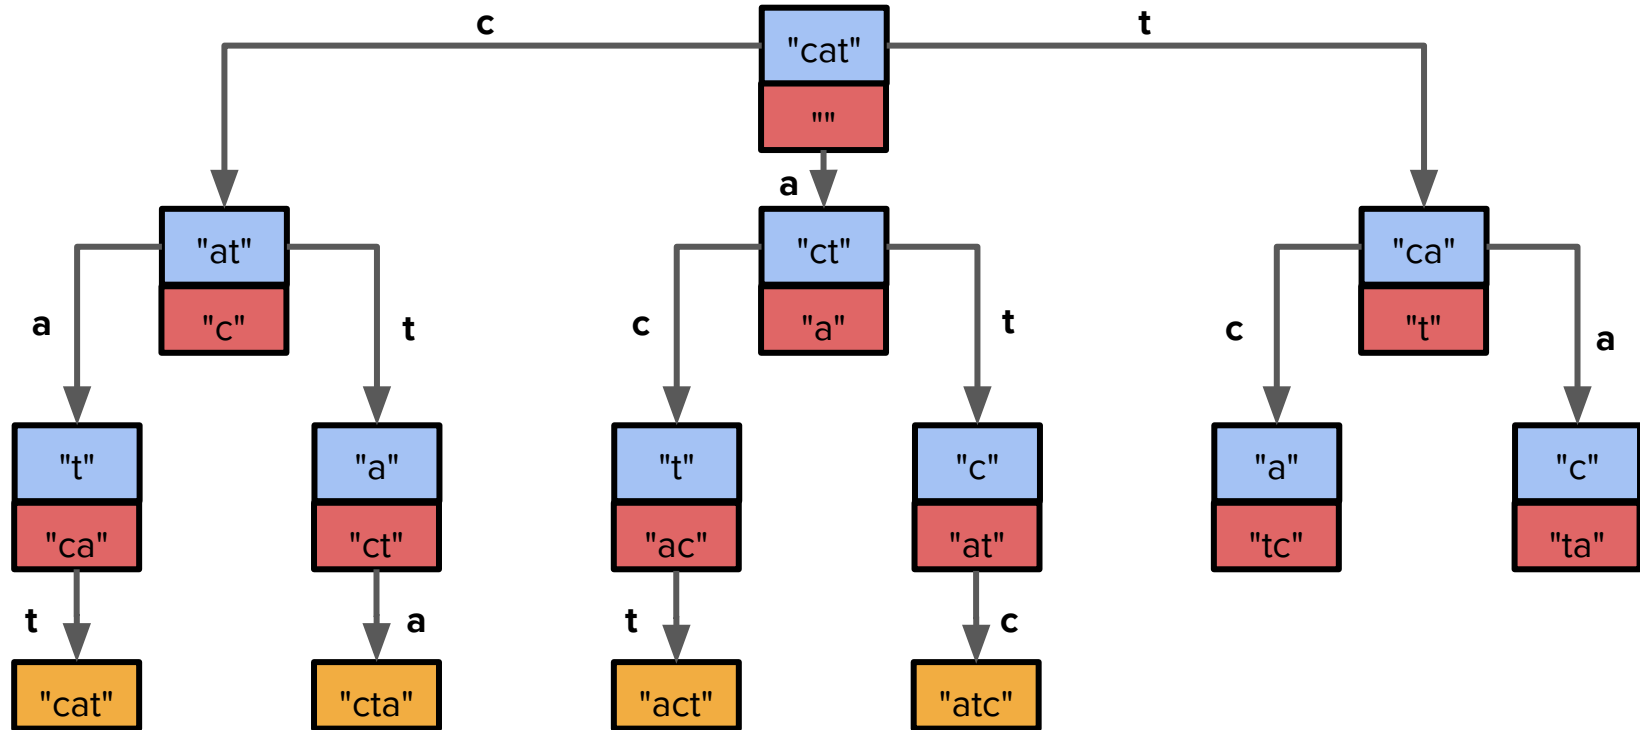 c
t
"cat"
""
a
"at"
"c"
"ct"
"a"
"ca"
"t"
a
t
c
t
c
a
"t"
"ca"
"a"
"ct"
"t"
"ac"
"c"
"at"
"a"
"tc"
"c"
"ta"
t
a
t
c
"cat"
"cta"
"act"
"atc"